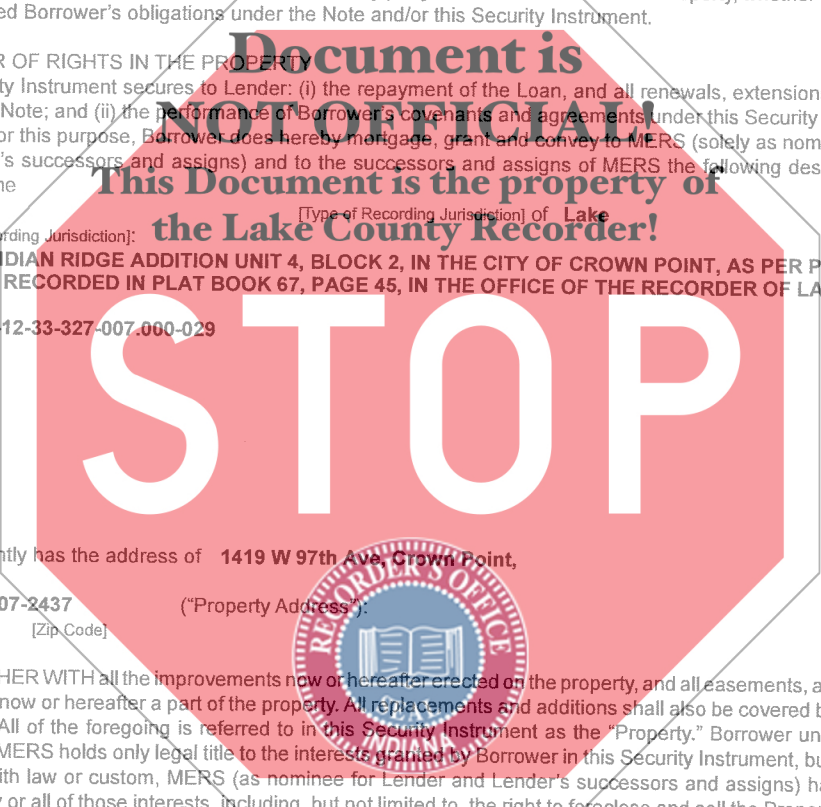 ed Borrower's obligations under the Note and/or this Security Instrument.
R OF RIGHTS IN THE PROPERTY
Document is
ty Instrument secures to Lender: (i) the repayment of the Loan, and all renewals, extension
Note; and (ii) the performance of Borrower's covenants and agreements under this Security
NOT OFFICIAL!
or this purpose, Borrower does hereby mortgage, grant and convey to MERS (solely as nom
's successors and assigns) and to the successors and assigns of MERS the following des
This Document is the property of
[Type of Recording Jurisdiction] of Lake
rding Jurisdiction]:
the Lake County Recorder!
DIAN RIDGE ADDITION UNIT 4, BLOCK 2, IN THE CITY OF CROWN POINT, AS PER P
RECORDED IN PLAT BOOK 67, PAGE 45, IN THE OFFICE OF THE RECORDER OF LA
-12-33-327-007.000-029
STOP
ntly has the address of 1419 W 97th Ave, Crown Point,
07-2437 ("Property Address"):
[Zip Code]
RECORDER'S OFFICE
INDIANA
HER WITH all the improvements now or hereafter erected on the property, and all easements, a
now or hereafter a part of the property. All replacements and additions shall also be covered b
All of the foregoing is referred to in this Security Instrument as the "Property." Borrower un
MERS holds only legal title to the interests granted by Borrower in this Security Instrument, bu
ith law or custom, MERS (as nominee for Lender and Lender's successors and assigns) ha
y or all of those interests, including, but not limited to, the right to foreclose and sell the Prope